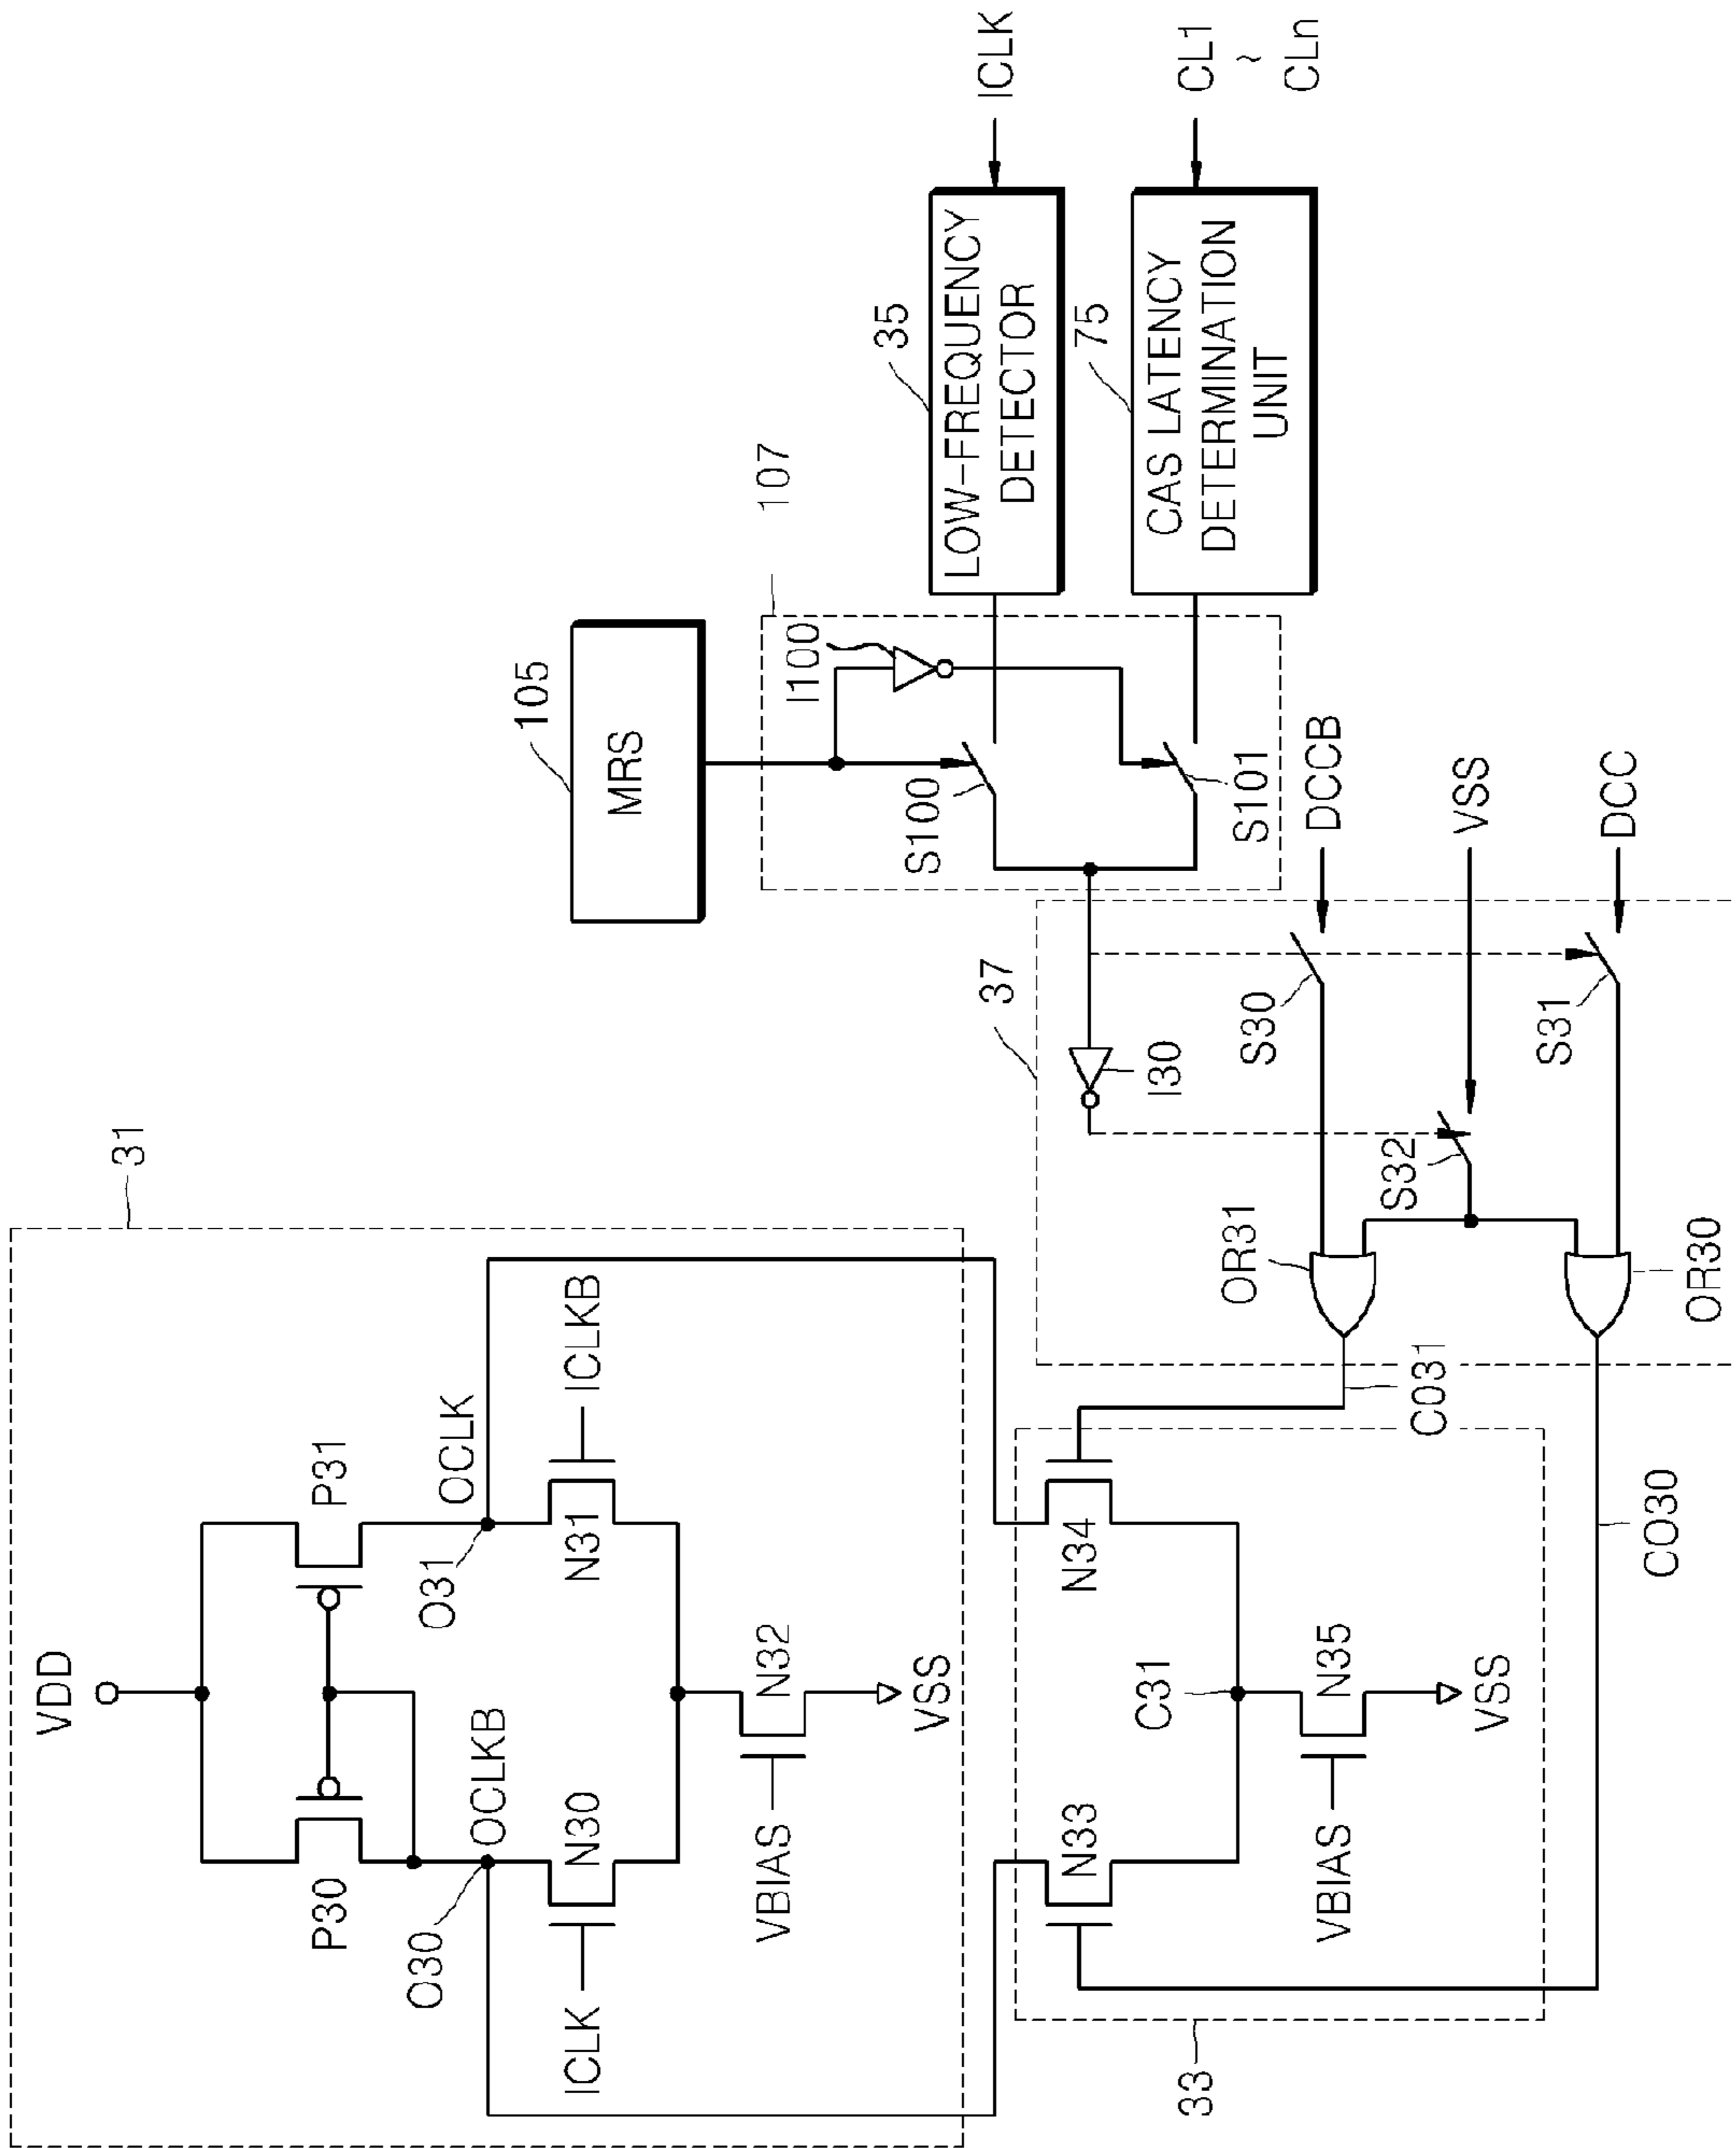 31
VDD
P30
P31
OCLKB
OCLK
O30
O31
ICLK
N30
N31
ICLKB
VBIAS
N32
VSS
33
N33
N34
C31
VBIAS
N35
VSS
CO30
CO31
37
I30
OR31
OR30
S32
S30
S31
DCCB
VSS
DCC
105
MRS
107
I100
S100
S101
35
LOW-FREQUENCY
DETECTOR
ICLK
75
CAS LATENCY
DETERMINATION
UNIT
CL1
~
CLn